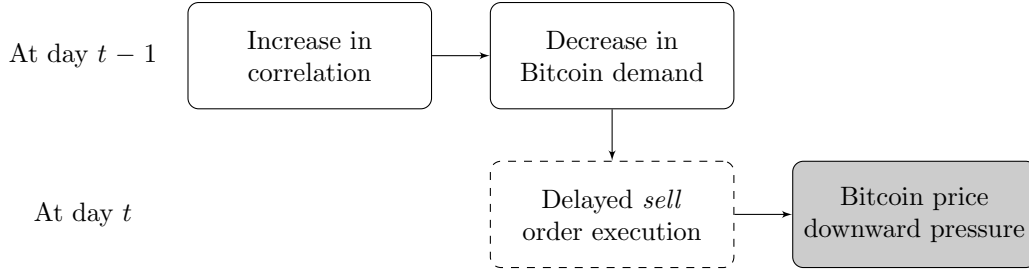 At day t − 1
Increase in
correlation
Decrease in
Bitcoin demand
At day t
Delayed sell
order execution
Bitcoin price
downward pressure